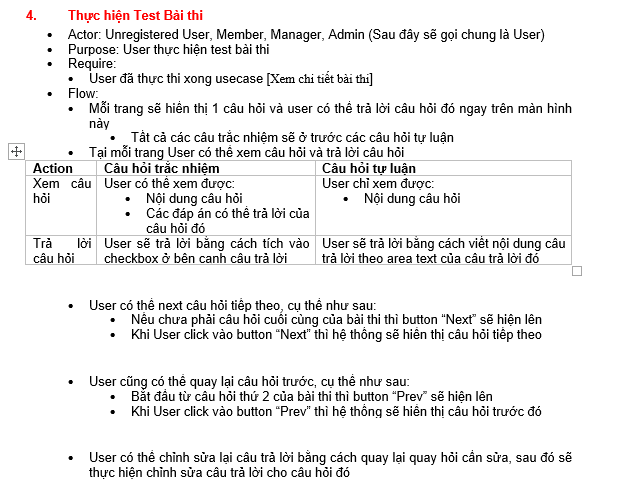 4. Thực hiện Test Bài thi
• Actor: Unregistered User, Member, Manager, Admin (Sau đây sẽ gọi chung là User)
• Purpose: User thực hiện test bài thi
• Require:
• User đã thực thi xong usecase [Xem chi tiết bài thi]
• Flow:
• Mỗi trang sẽ hiển thị 1 câu hỏi và user có thể trả lời câu hỏi đó ngay trên màn hình
này
• Tất cả các câu trắc nhiệm sẽ ở trước các câu hỏi tự luận
• Tại mỗi trang User có thể xem câu hỏi và trả lời câu hỏi
Action Câu hỏi trắc nhiệm Câu hỏi tự luận
Xem câu hỏi
User có thể xem được:
• Nội dung câu hỏi
• Các đáp án có thể trả lời của
câu hỏi đó
User chỉ xem được:
• Nội dung câu hỏi
Trả lời
câu hỏi
User sẽ trả lời bằng cách tích vào
checkbox ở bên cạnh câu trả lời
User sẽ trả lời bằng cách viết nội dung câu
trả lời theo area text của câu trả lời đó
• User có thể next câu hỏi tiếp theo, cụ thể như sau:
• Nếu chưa phải câu hỏi cuối cùng của bài thi thì button “Next” sẽ hiện lên
• Khi User click vào button “Next” thì hệ thống sẽ hiển thị câu hỏi tiếp theo
• User cũng có thể quay lại câu hỏi trước, cụ thể như sau:
• Bắt đầu từ câu hỏi thứ 2 của bài thi thì button “Prev” sẽ hiện lên
• Khi User click vào button “Prev” thì hệ thống sẽ hiển thị câu hỏi trước đó
• User có thể chỉnh sửa lại câu trả lời bằng cách quay lại quay hỏi cần sửa, sau đó sẽ
thực hiện chỉnh sửa câu trả lời cho câu hỏi đó